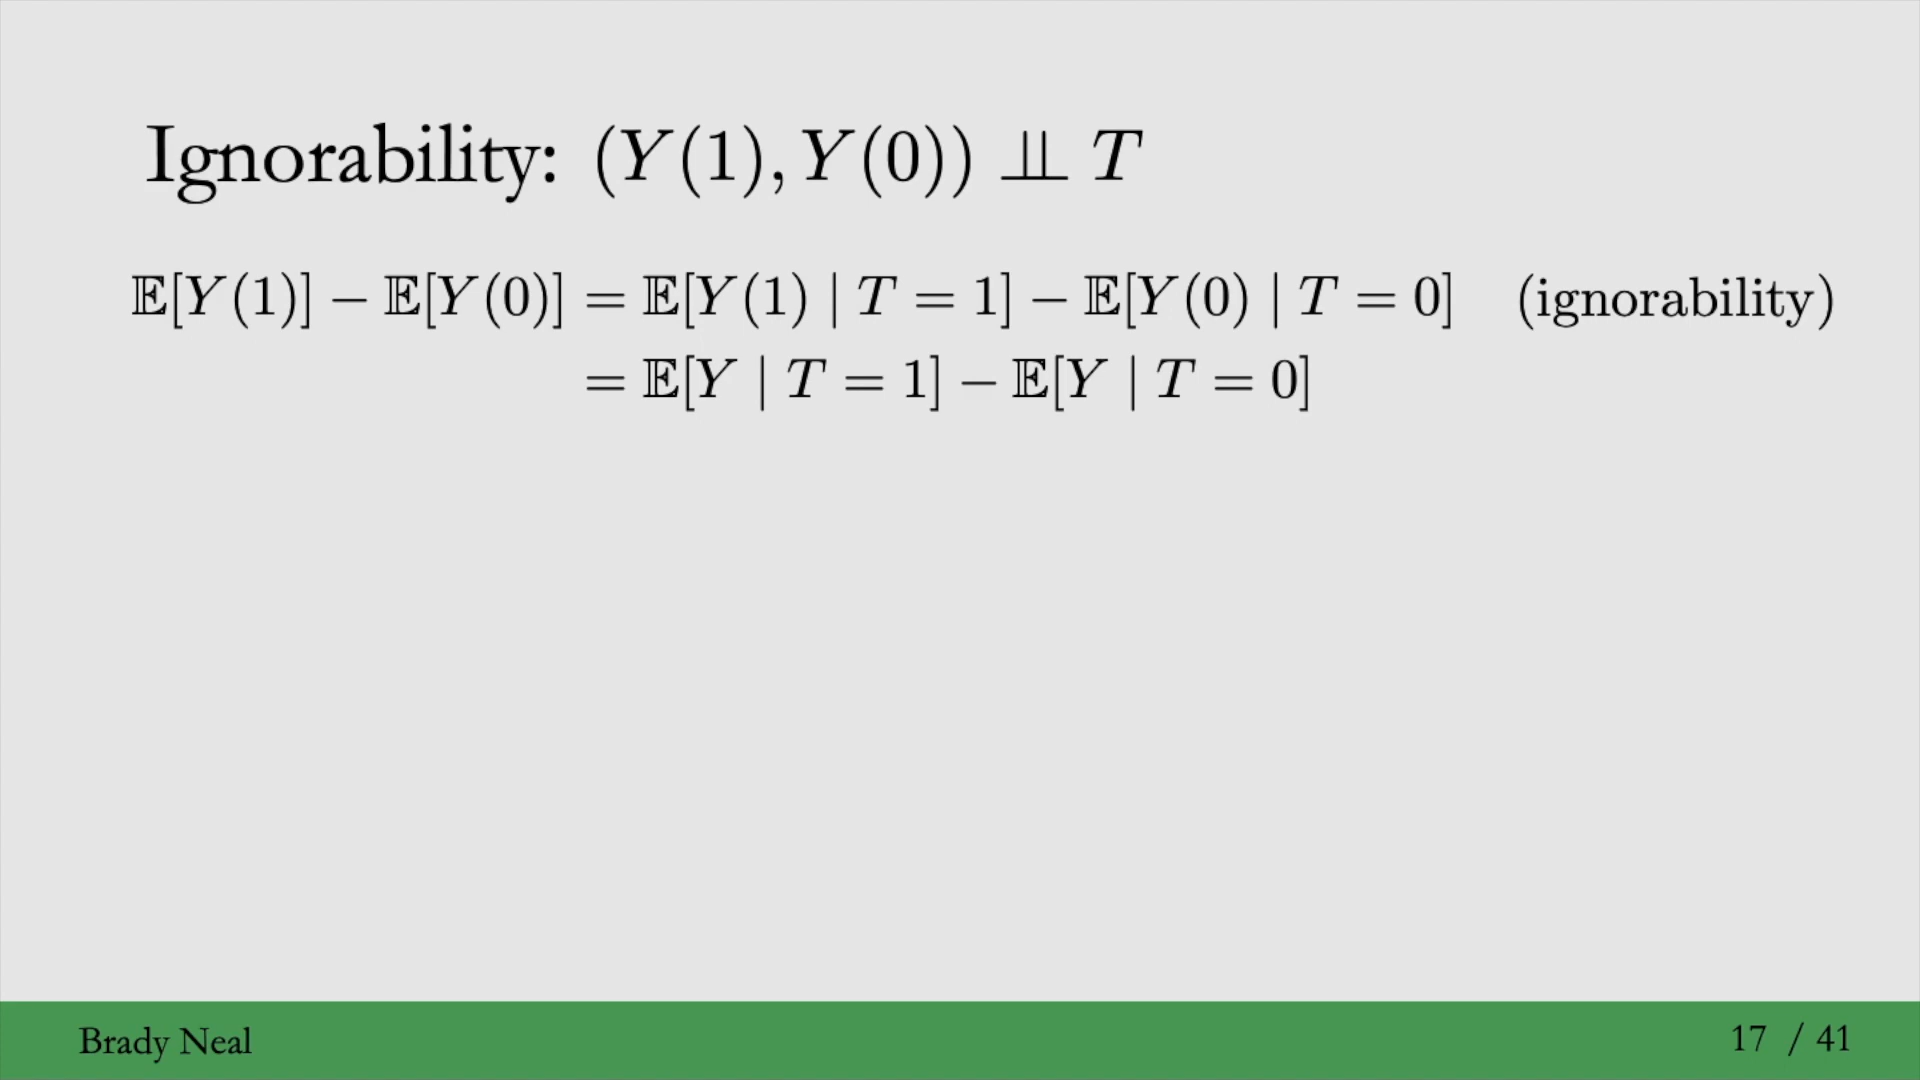 Ignorability: (Y(1), Y(0)) ⫫ T
𝔼[Y(1)] − 𝔼[Y(0)] = 𝔼[Y(1) | T = 1] − 𝔼[Y(0) | T = 0] (ignorability)
= 𝔼[Y | T = 1] − 𝔼[Y | T = 0]
Brady Neal
17 / 41